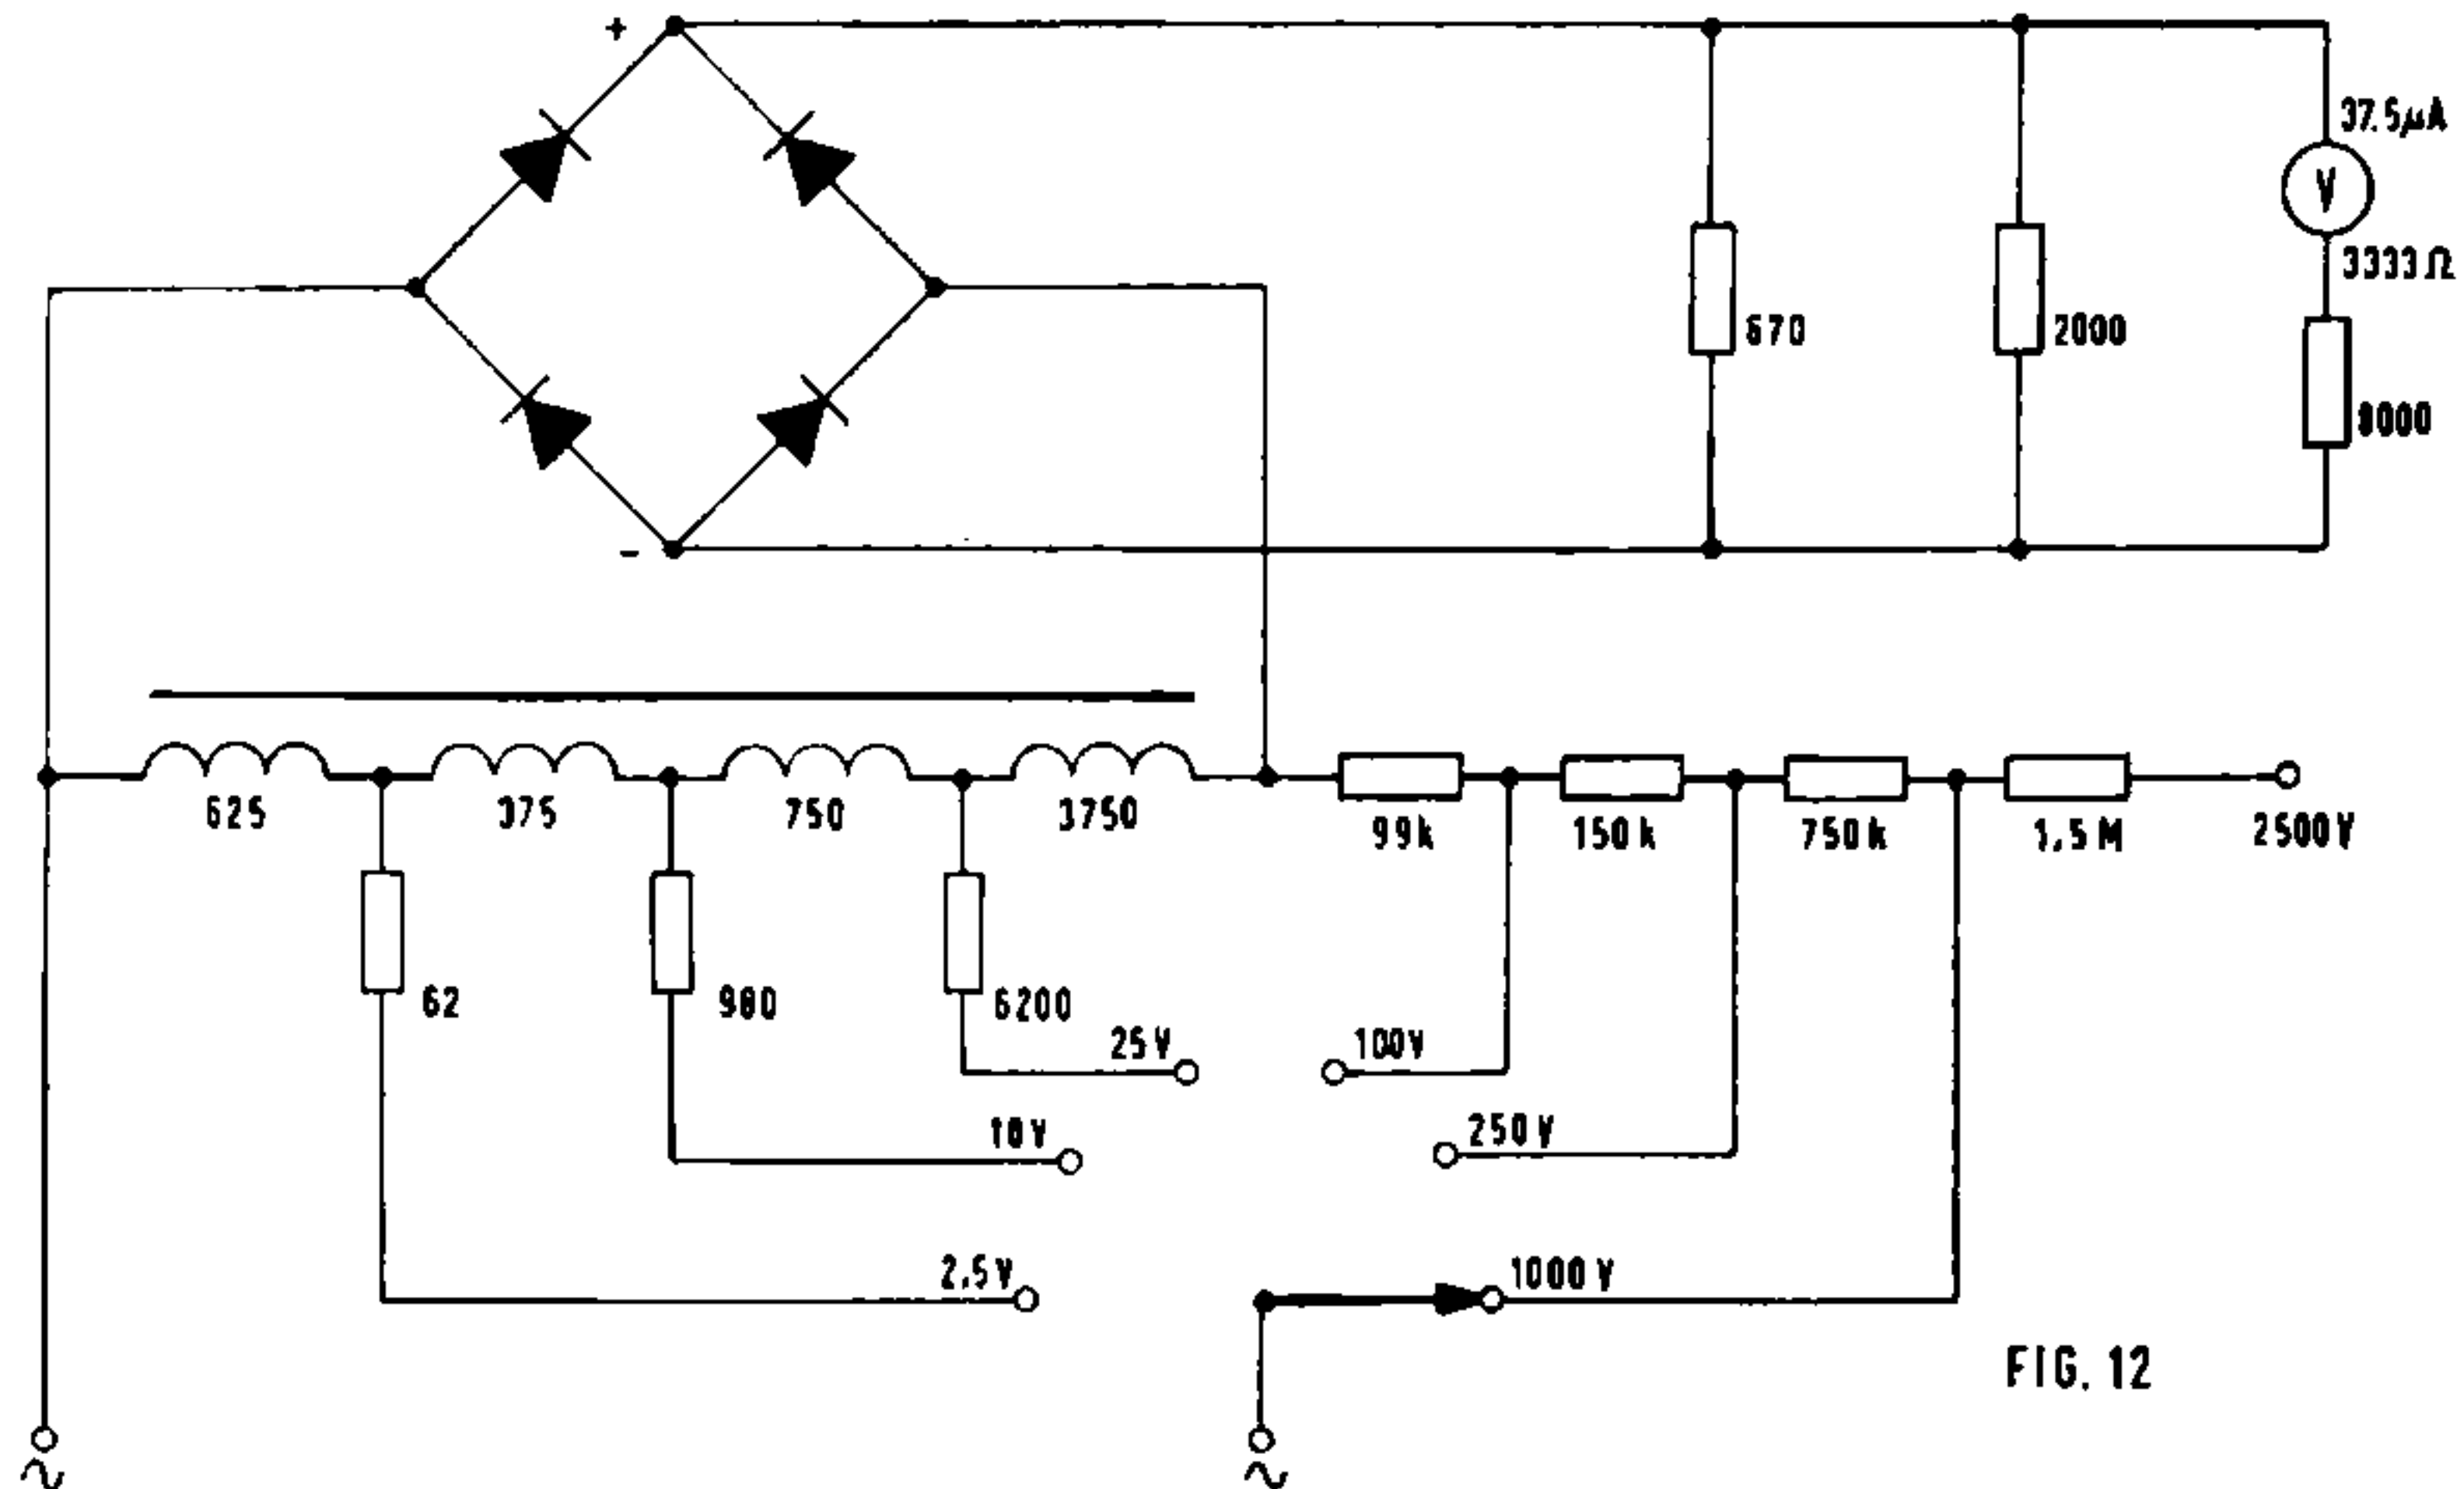 +
37.5μA
V
3333Ω
670
2000
-
625
375
750
3750
99k
150k
750k
1,5M
2500V
62
980
6200
25V
100V
10V
250V
2.5V
1000V
FIG. 12
~
~